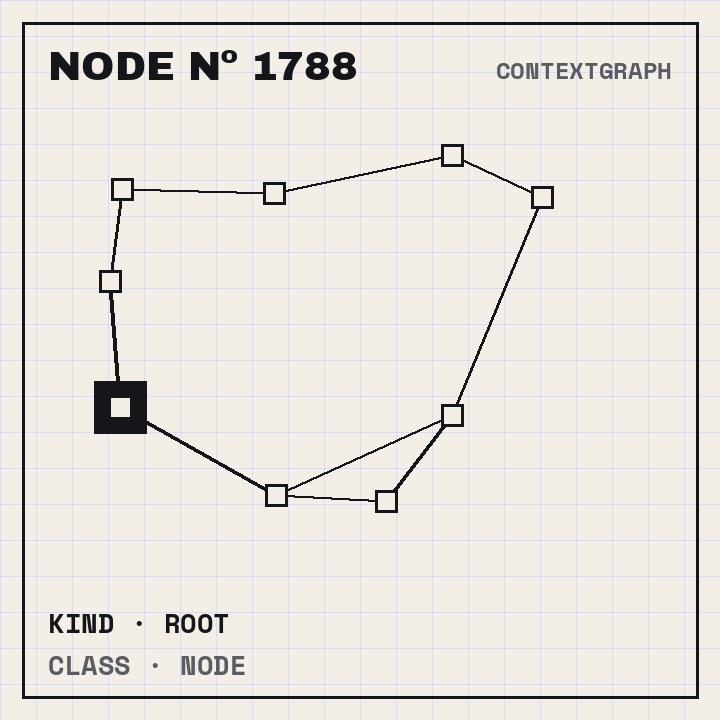 NODE Nº 1788
CONTEXTGRAPH
KIND · ROOT
CLASS · NODE